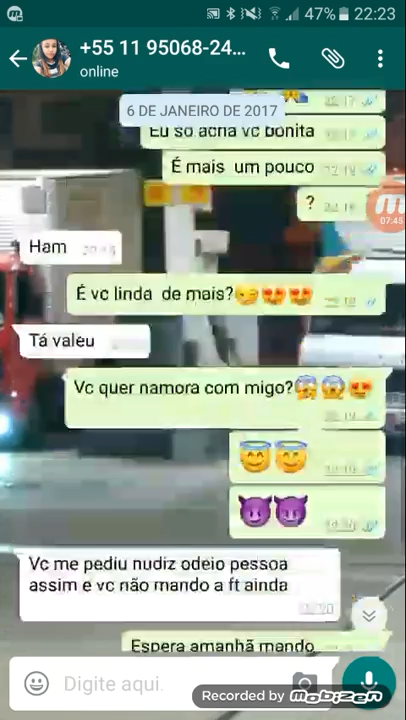 47% 22:23
+55 11 95068-24...
online
6 DE JANEIRO DE 2017
Eu so acha vc bonita
É mais um pouco
?
07:45
Ham
É vc linda de mais?
Tá valeu
Vc quer namora com migo?
Vc me pediu nudiz odeio pessoa
assim e vc não mando a ft ainda
Espera amanhã mando
Digite aqui.
Recorded by mobizen